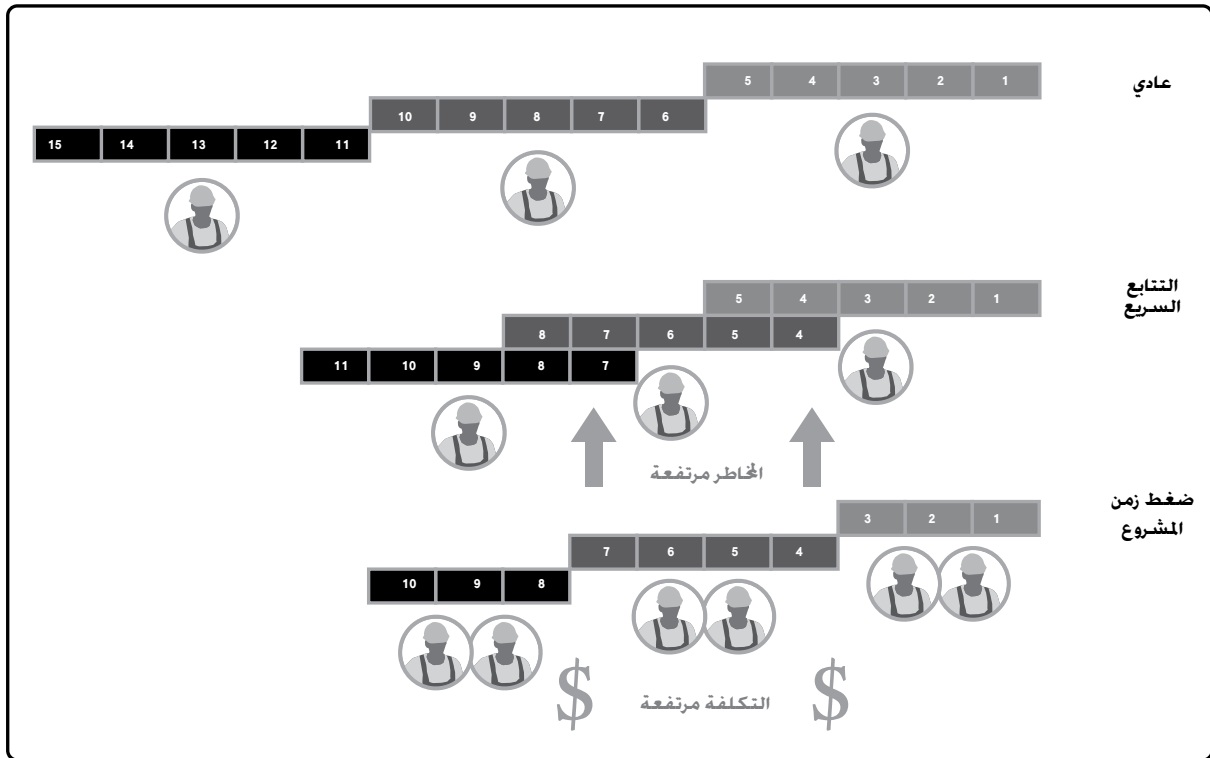 عادي
1 2 3 4 5
6 7 8 9 10
11 12 13 14 15
التتابع
السريع
1 2 3 4 5
4 5 6 7 8
7 8 9 10 11
المخاطر مرتفعة
ضغط زمن
المشروع
1 2 3
4 5 6 7
8 9 10
$ التكلفة مرتفعة $